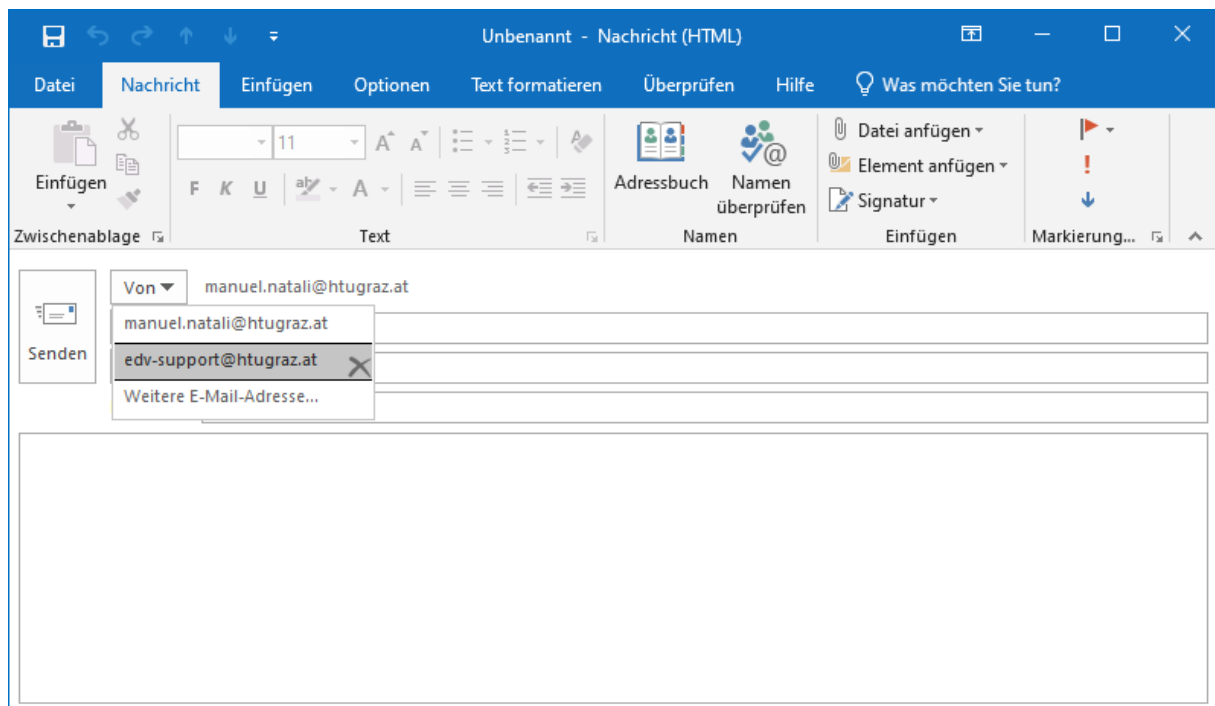 Unbenannt - Nachricht (HTML)
Datei Nachricht Einfügen Optionen Text formatieren Überprüfen Hilfe Was möchten Sie tun?
Einfügen
11
F K U
Adressbuch
Namen
überprüfen
Datei anfügen
Element anfügen
Signatur
Zwischenablage Text Namen Einfügen Markierung...
Senden
Von manuel.natali@htugraz.at
manuel.natali@htugraz.at
edv-support@htugraz.at
Weitere E-Mail-Adresse...